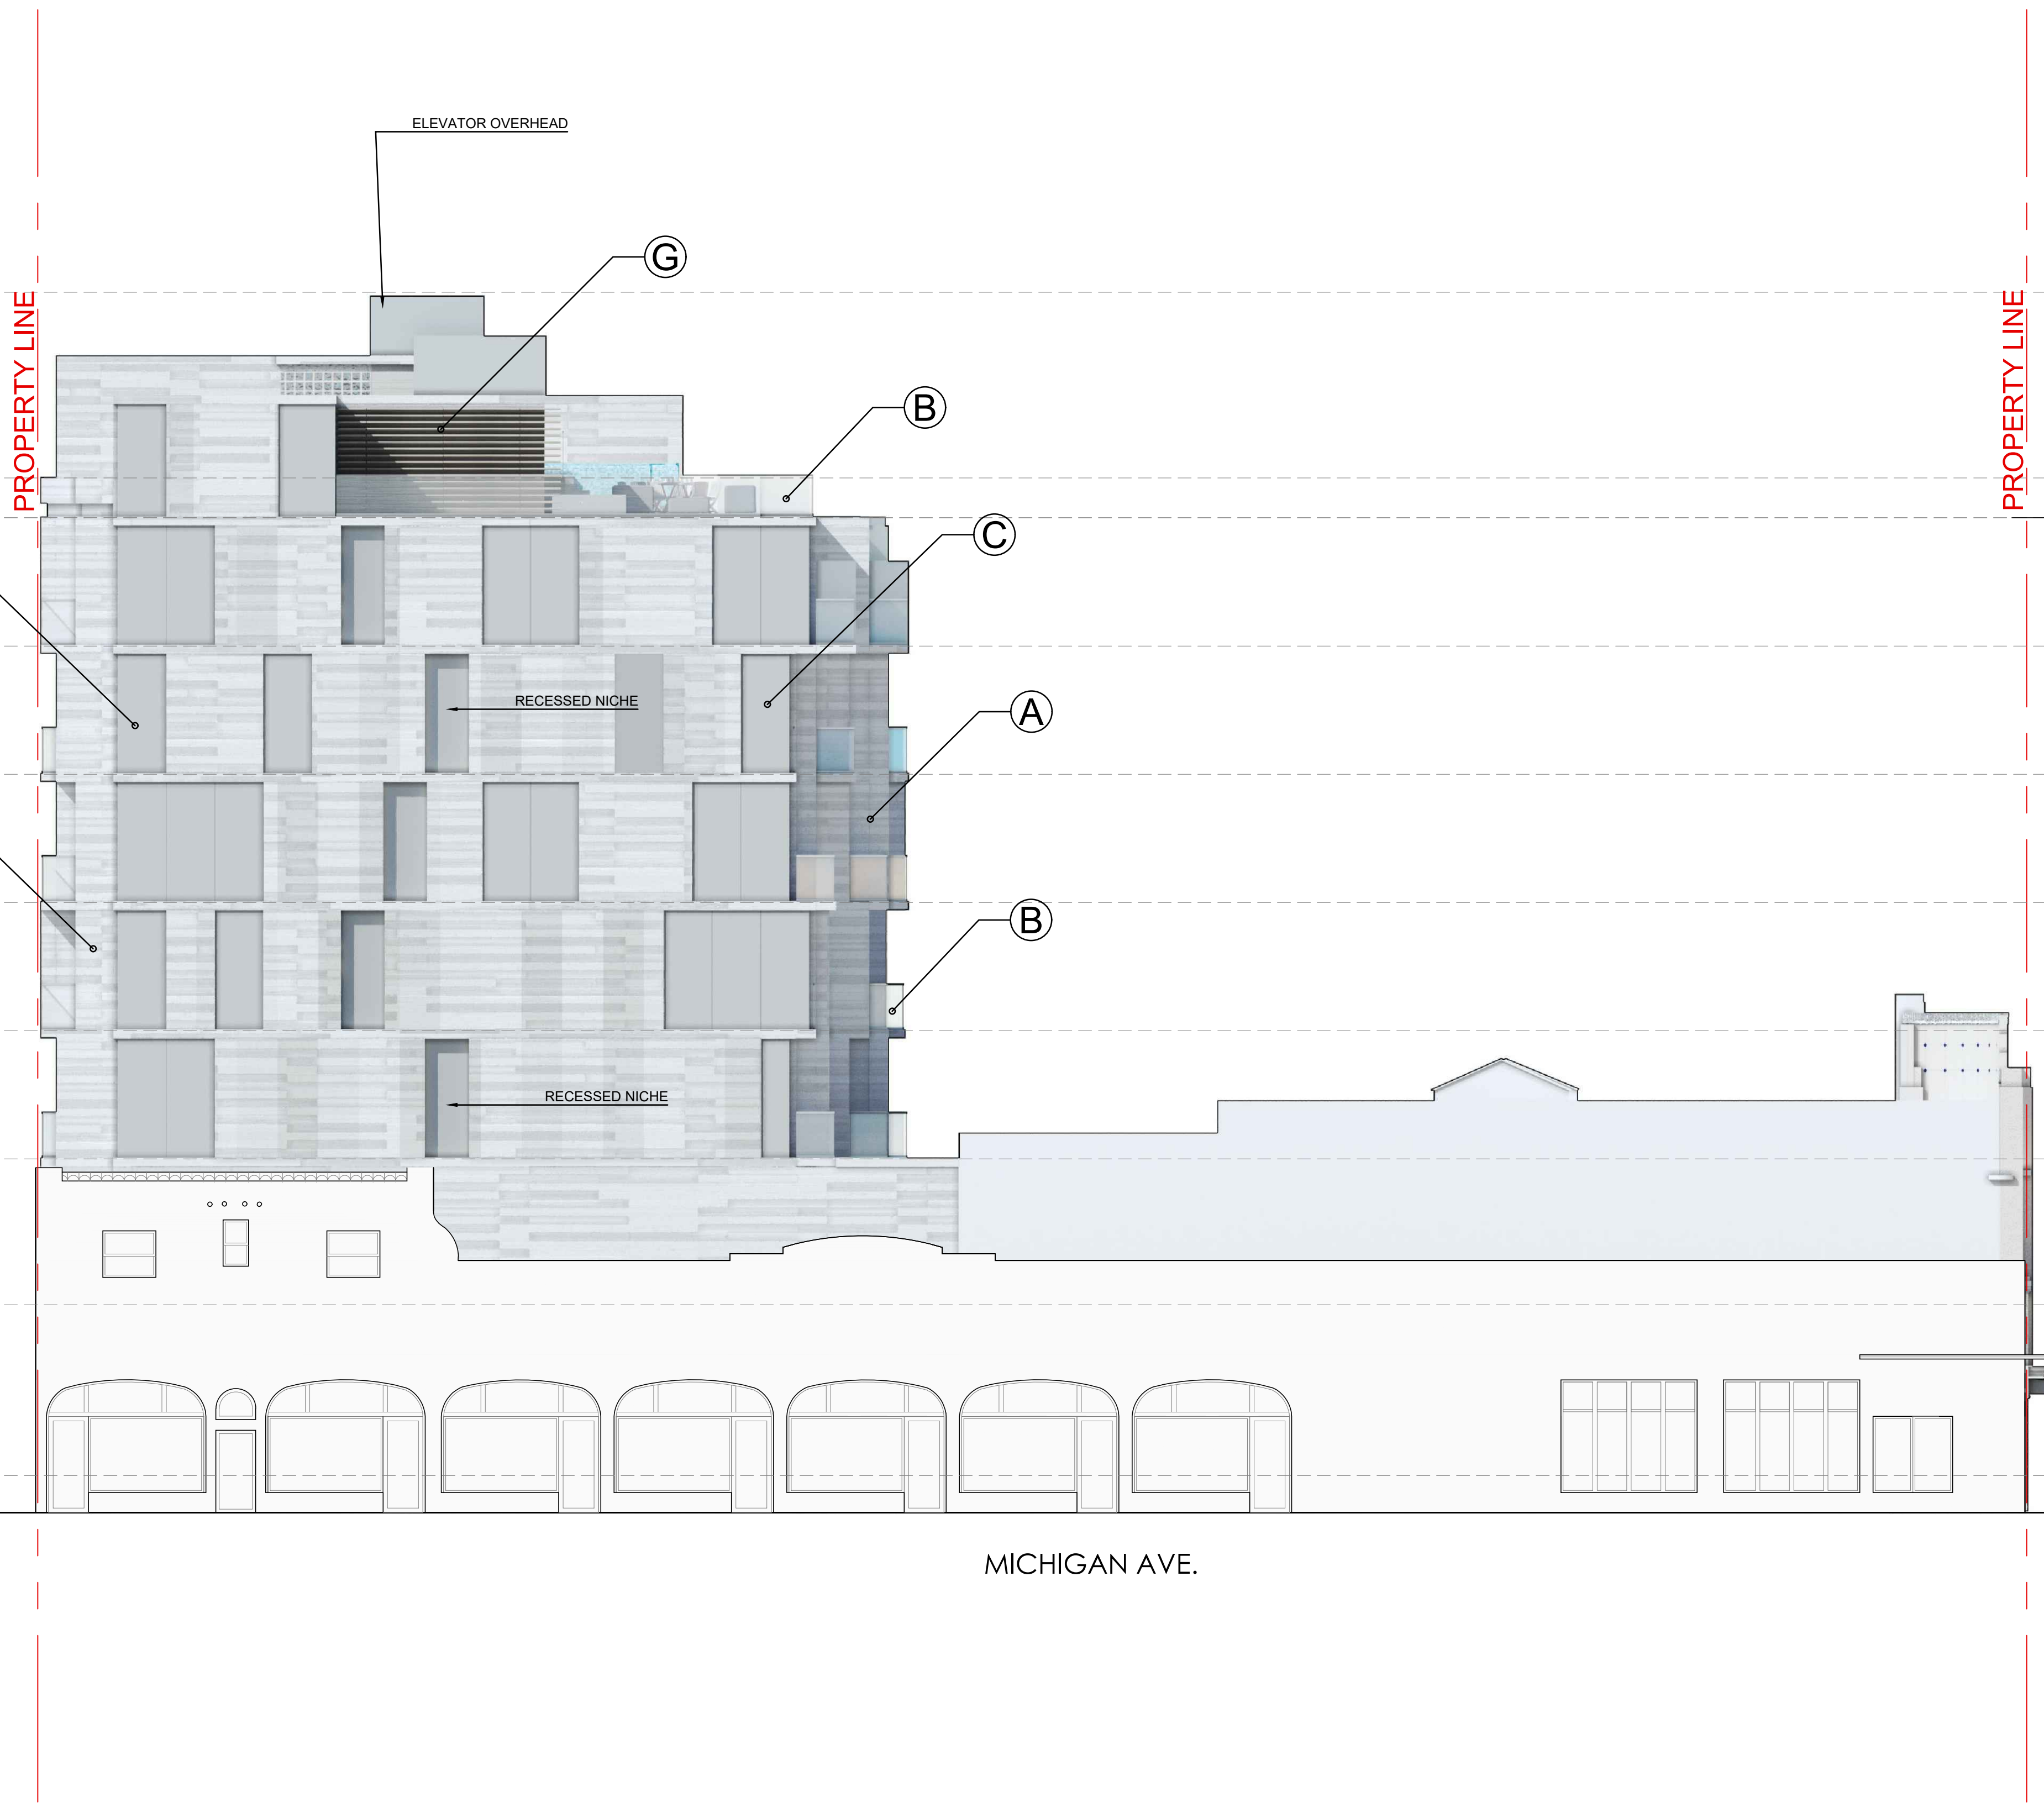 ELEVATOR OVERHEAD
G
PROPERTY LINE
PROPERTY LINE
B
C
RECESSED NICHE
A
B
RECESSED NICHE
MICHIGAN AVE.